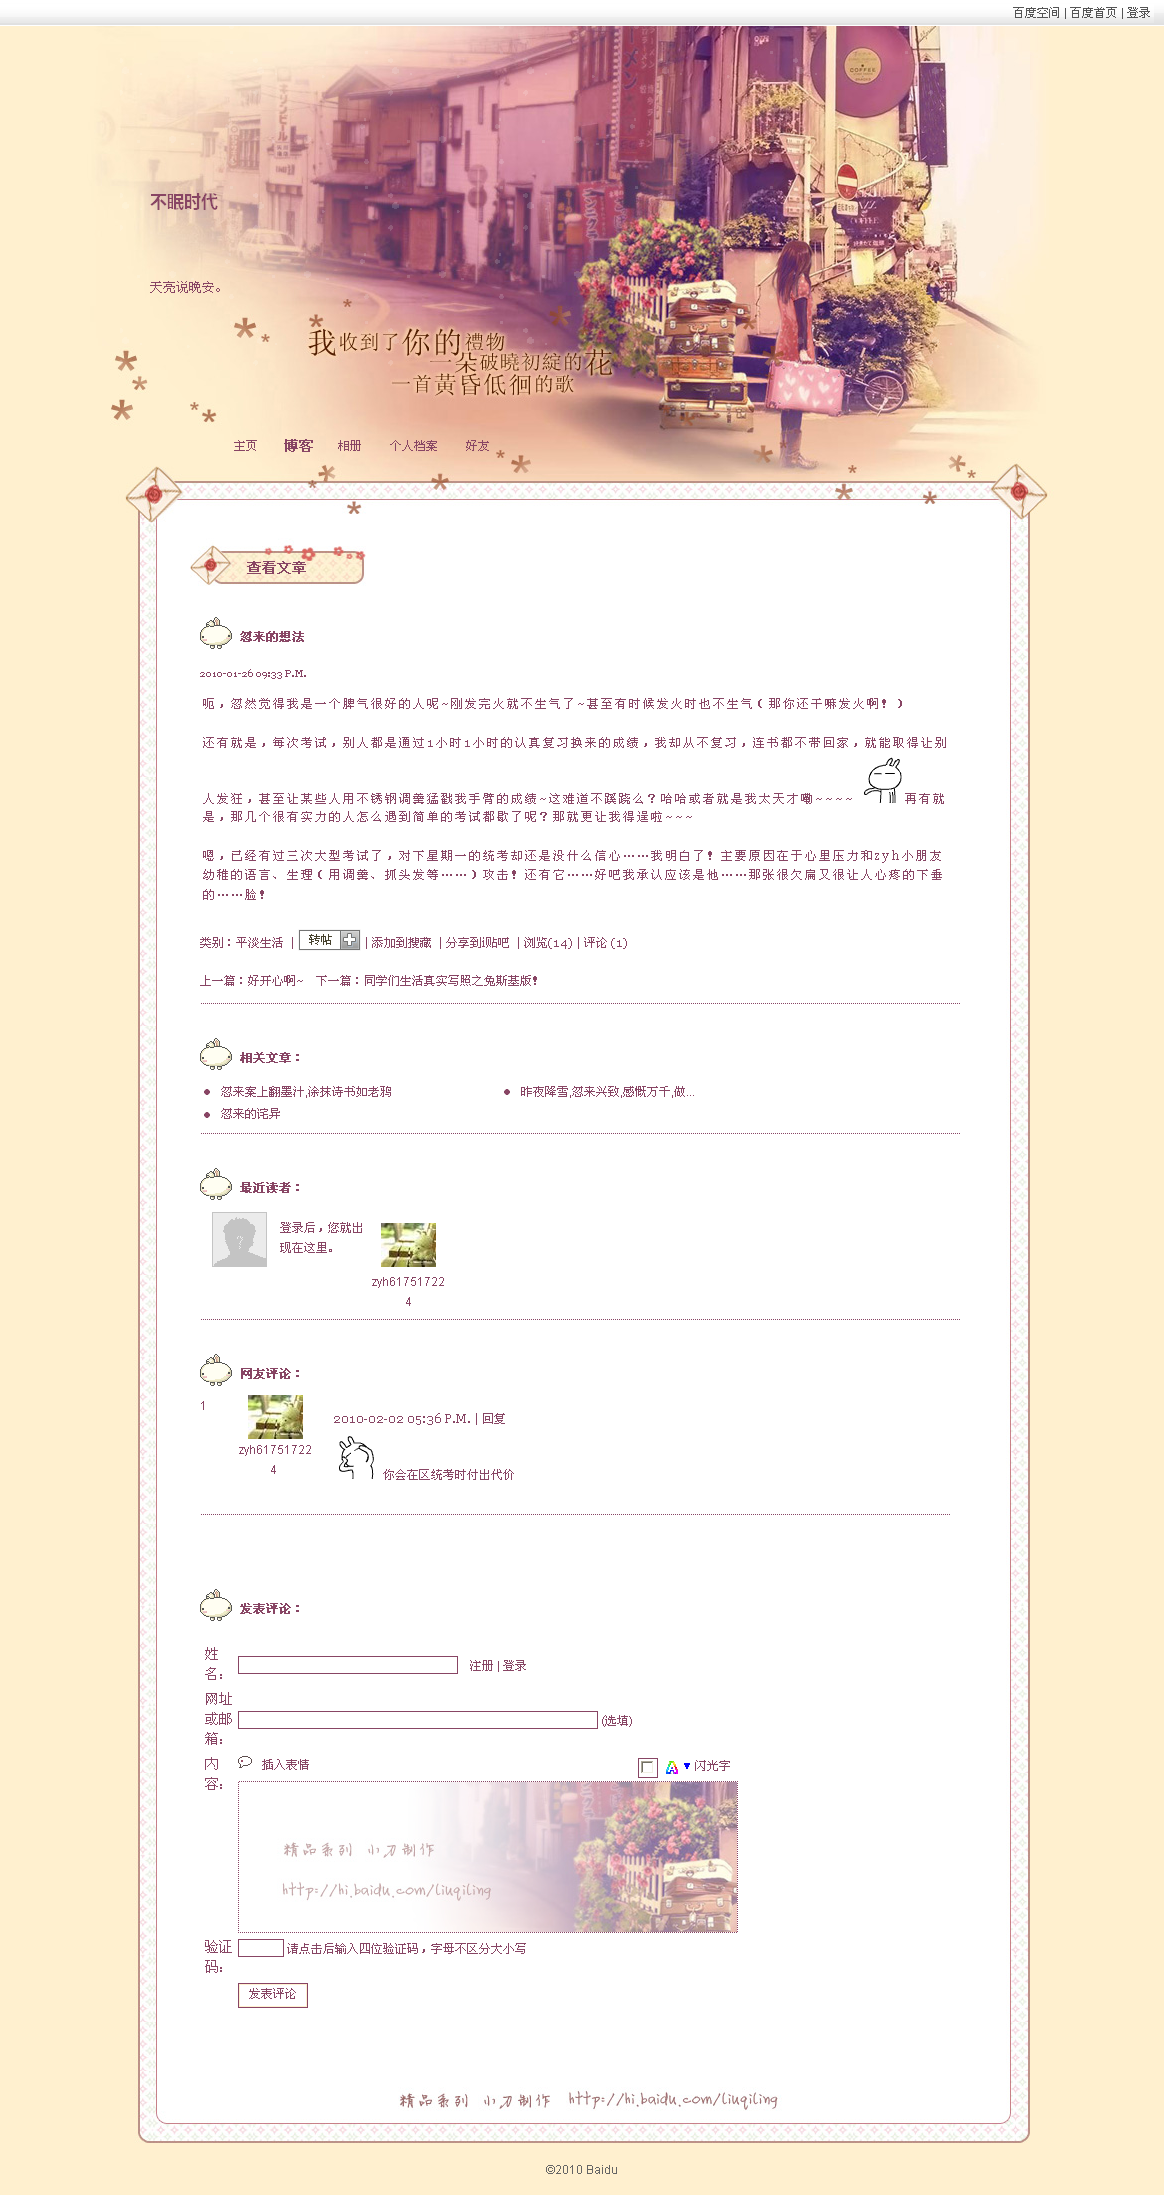 百度空间 | 百度首页 | 登录
COFFEE
不眠时代
天亮说晚安。
我收到了你的禮物
一朵破曉初綻的花
一首黃昏低徊的歌
主页 博客 相册 个人档案 好友
查看文章
忽来的想法
2010-01-26 09:33 P.M.
呃，忽然觉得我是一个脾气很好的人呢~刚发完火就不生气了~甚至有时候发火时也不生气（那你还干嘛发火啊！）
还有就是，每次考试，别人都是通过1小时1小时的认真复习换来的成绩，我却从不复习，连书都不带回家，就能取得让别
人发狂，甚至让某些人用不锈钢调羹猛戳我手臂的成绩~这难道不蹊跷么？哈哈或者就是我太天才嘞~~~~ 再有就
是，那几个很有实力的人怎么遇到简单的考试都歇了呢？那就更让我得逞啦~~~
嗯，已经有过三次大型考试了，对下星期一的统考却还是没什么信心……我明白了！主要原因在于心里压力和zyh小朋友
幼稚的语言、生理（用调羹、抓头发等……）攻击！还有它……好吧我承认应该是他……那张很欠扁又很让人心疼的下垂
的……脸！
类别：平淡生活 | 转帖 | 添加到搜藏 | 分享到i贴吧 | 浏览(14) | 评论 (1)
上一篇：好开心啊~ 下一篇：同学们生活真实写照之兔斯基版！
相关文章：
忽来案上翻墨汁,涂抹诗书如老鸦 昨夜降雪,忽来兴致,感慨万千,做...
忽来的诧异
最近读者：
登录后，您就出
现在这里。
zyh61751722
4
网友评论：
1
2010-02-02 05:36 P.M. | 回复
zyh61751722
4
你会在区统考时付出代价
发表评论：
姓
名：
注册 | 登录
网址
或邮
箱：
(选填)
内
容：
插入表情 闪光字
精品系列 小刀制作
http://hi.baidu.com/liuqiling
验证
码：
请点击后输入四位验证码，字母不区分大小写
发表评论
精品系列 小刀制作 http://hi.baidu.com/liuqiling
©2010 Baidu